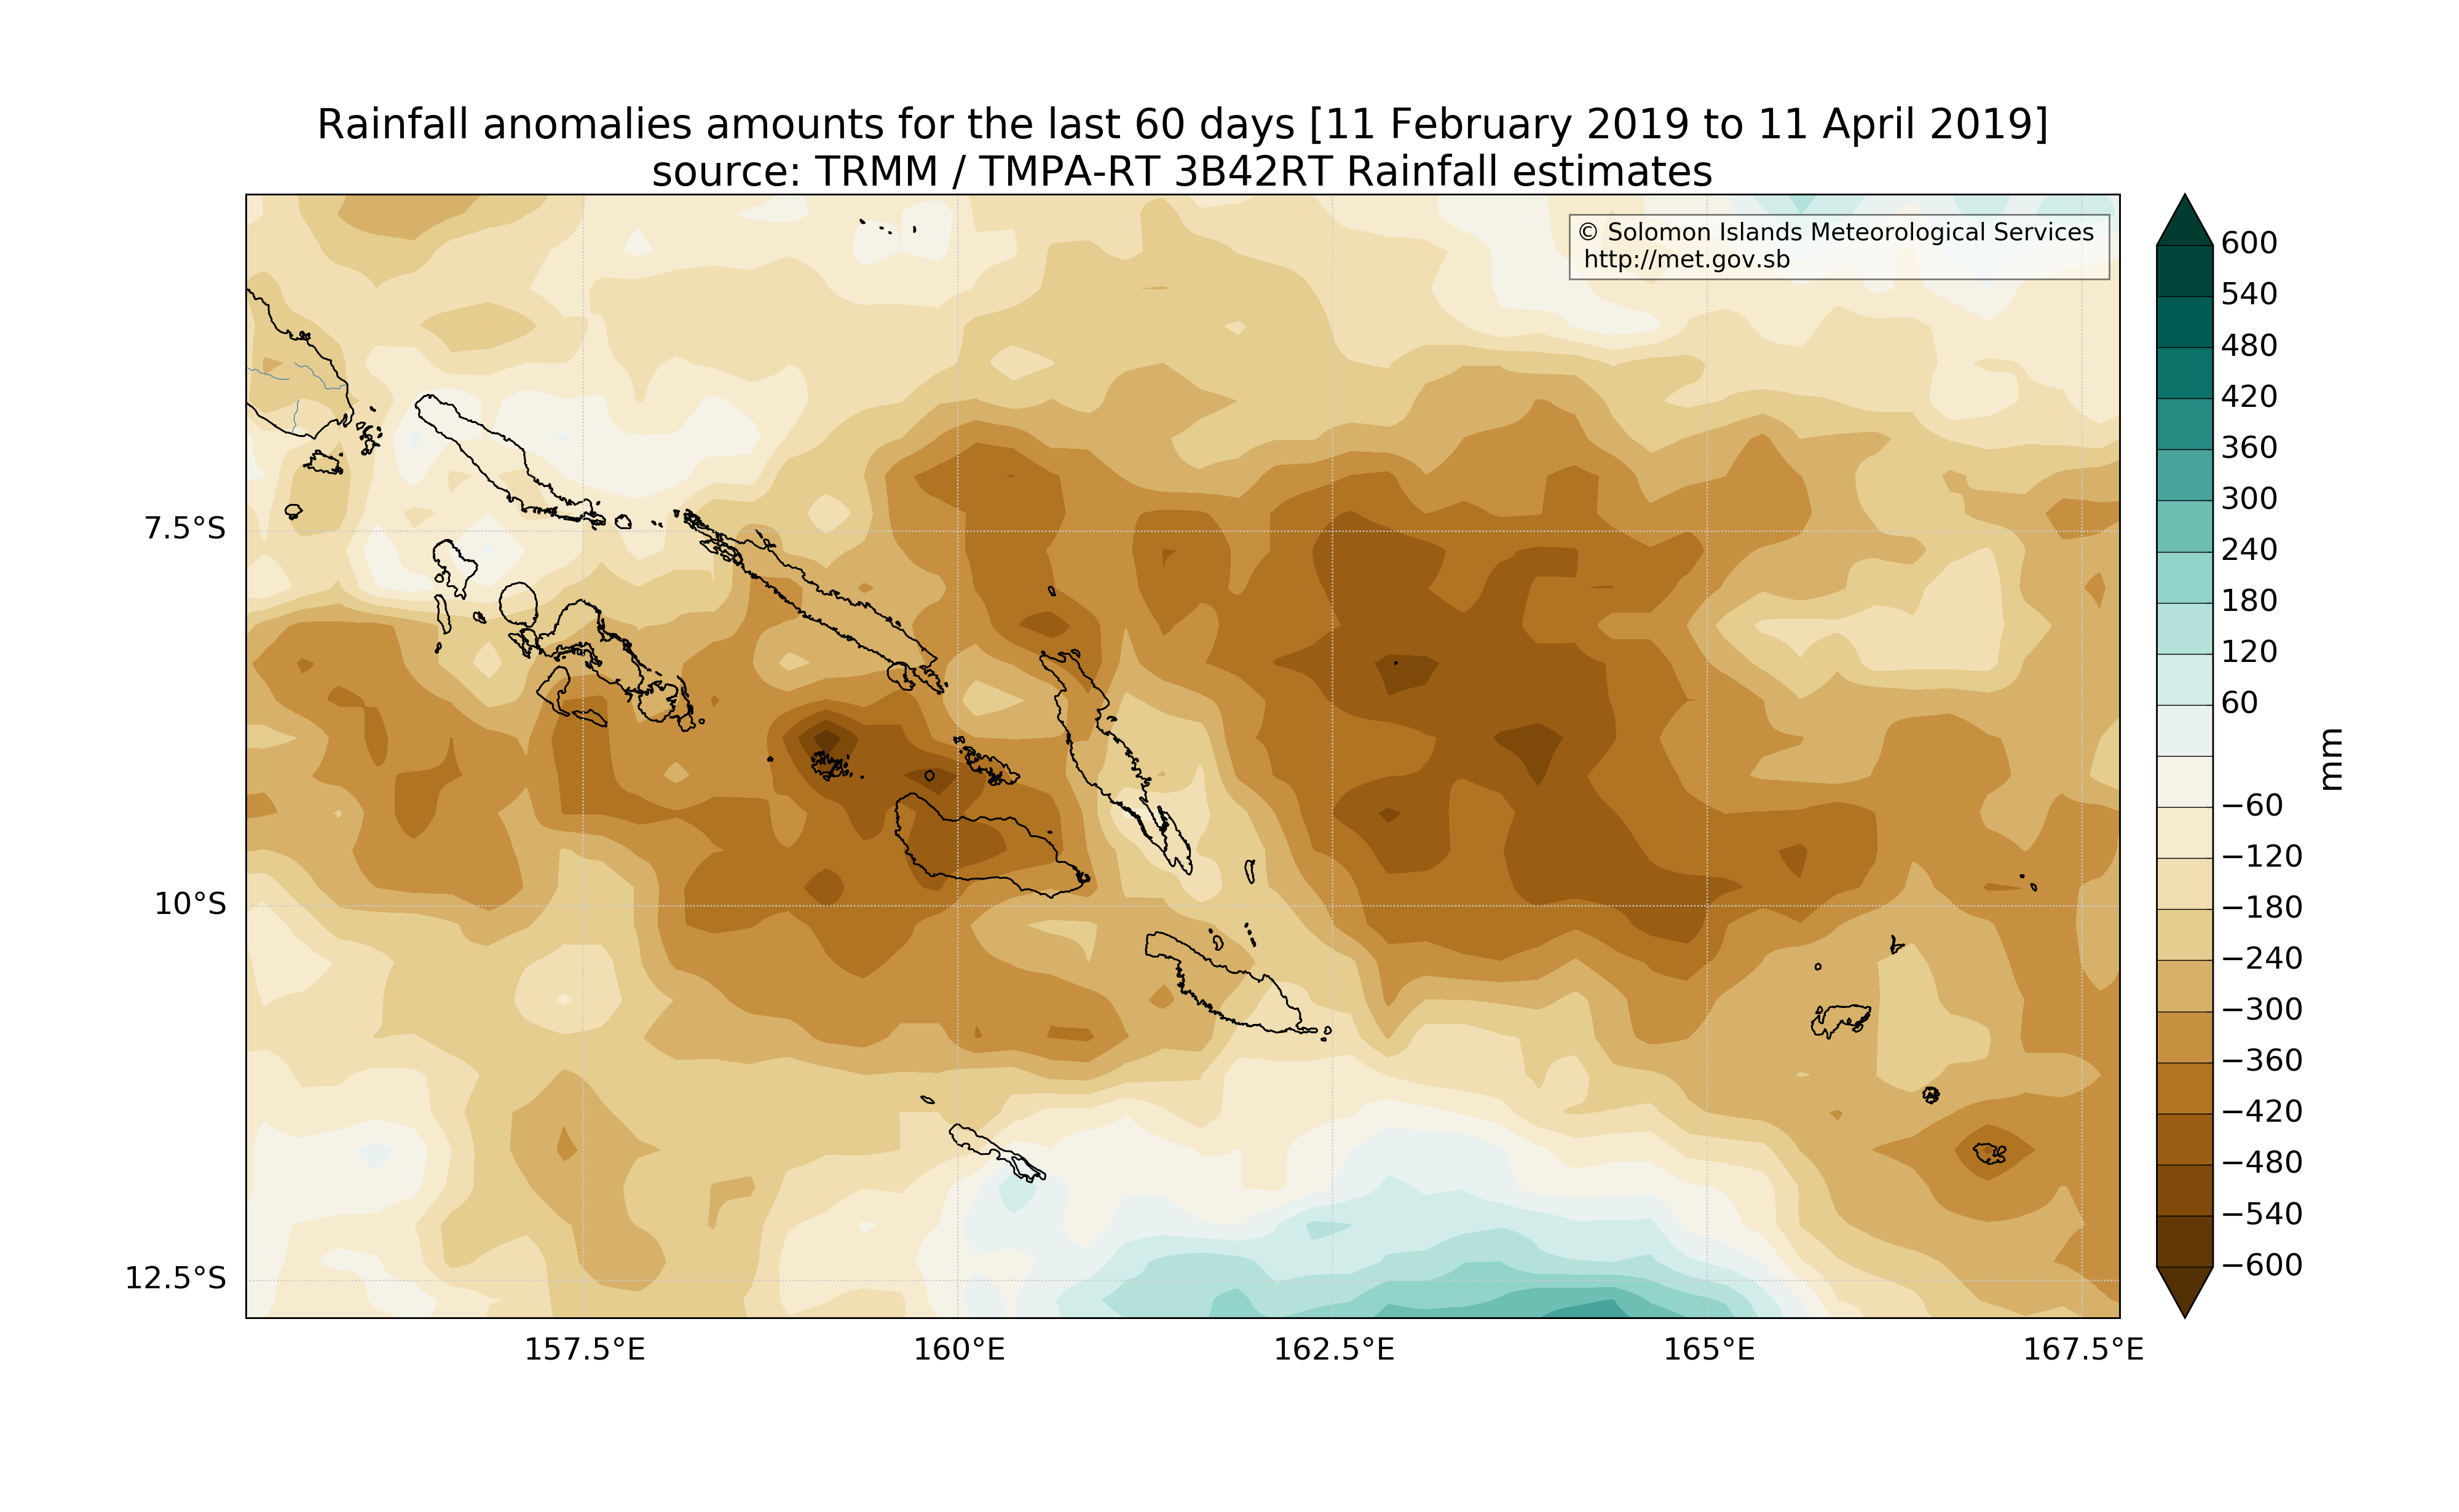 Rainfall anomalies amounts for the last 60 days [11 February 2019 to 11 April 2019]
source: TRMM / TMPA-RT 3B42RT Rainfall estimates
© Solomon Islands Meteorological Services
http://met.gov.sb
7.5°S
10°S
12.5°S
157.5°E
160°E
162.5°E
165°E
167.5°E
600
540
480
420
360
300
240
180
120
60
−60
−120
−180
−240
−300
−360
−420
−480
−540
−600
mm